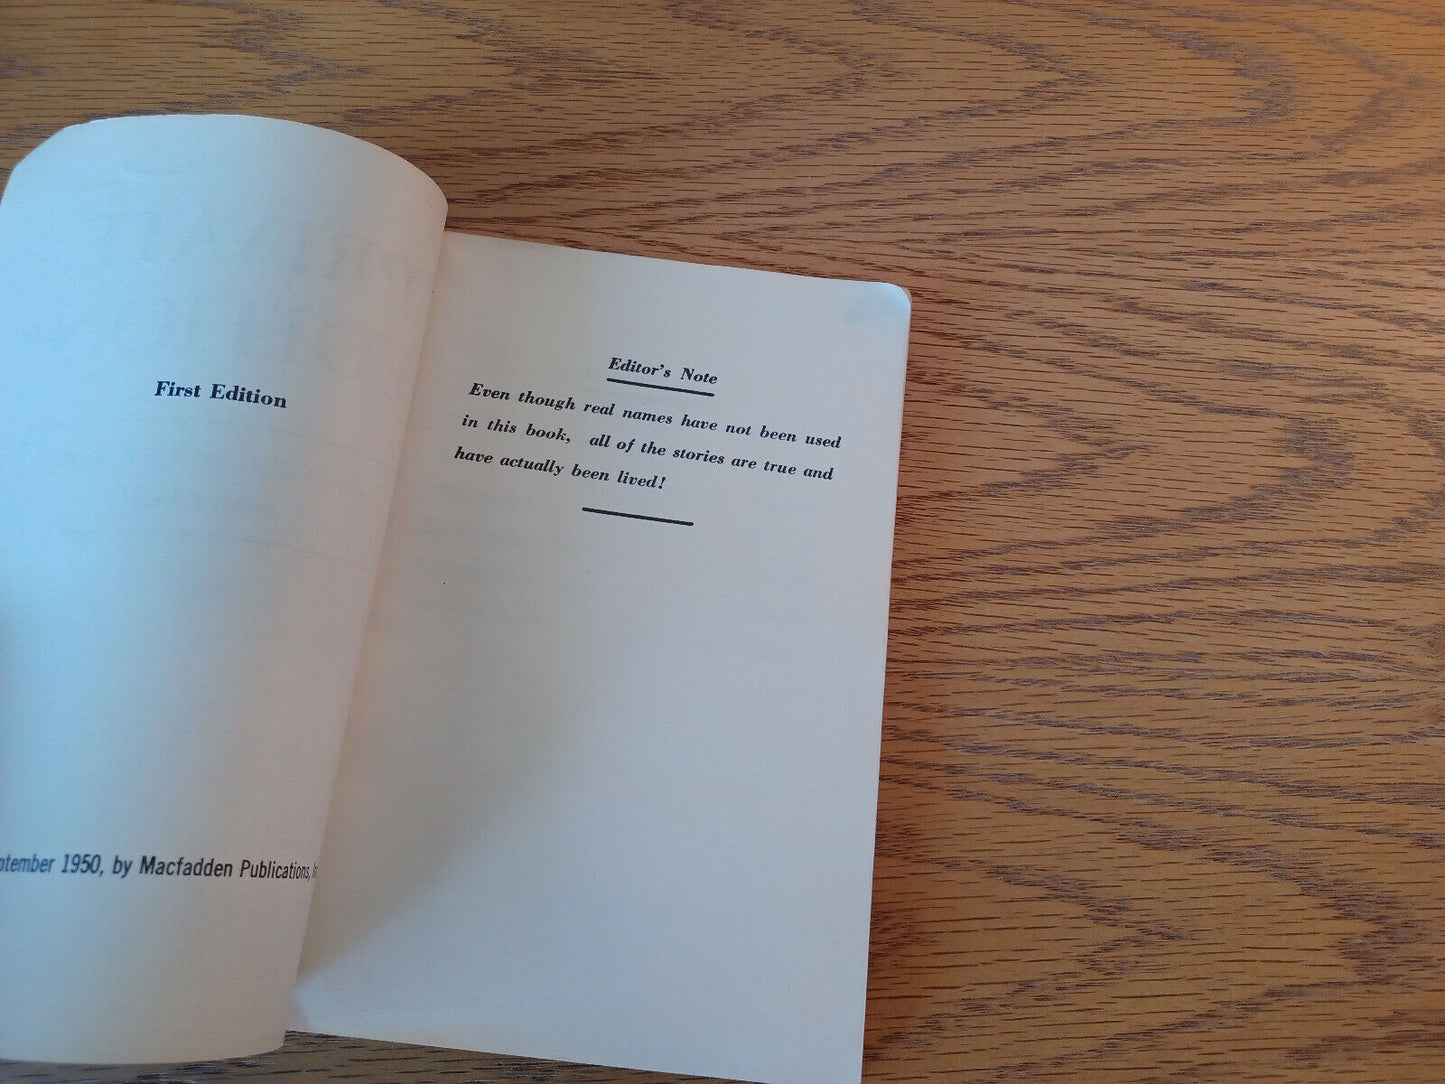 First Edition
September 1950, by Macfadden Publications,
Editor's Note
Even though real names have not been used
in this book, all of the stories are true and
have actually been lived!